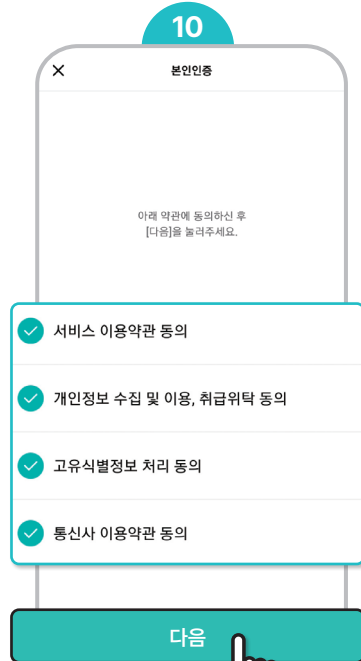 10
본인인증
아래 약관에 동의하신 후
[다음]을 눌러주세요.
서비스 이용약관 동의
개인정보 수집 및 이용, 취급위탁 동의
고유식별정보 처리 동의
통신사 이용약관 동의
다음